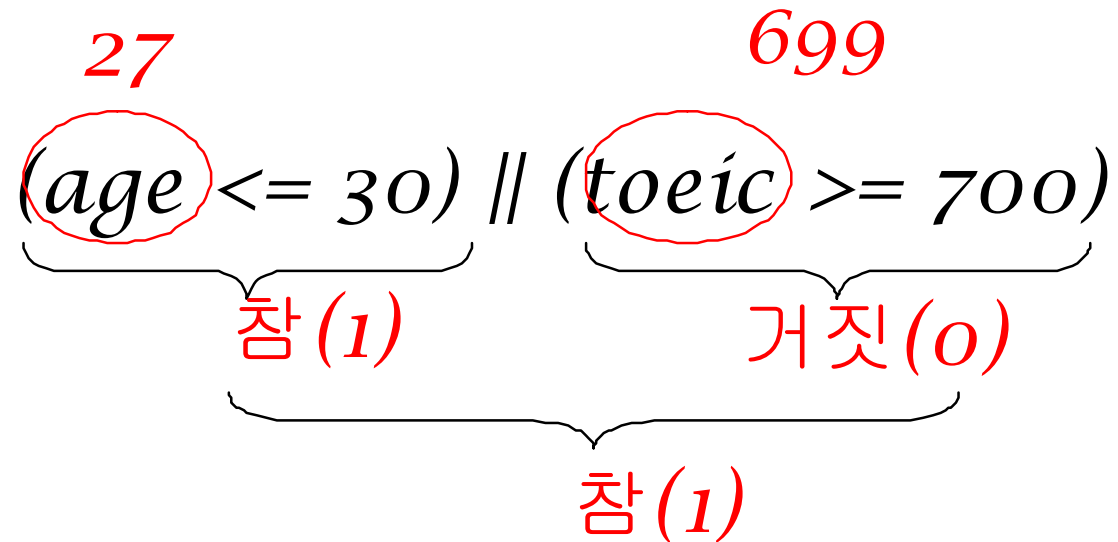 27 699
(age <= 30) || (toeic >= 700)
참(1) 거짓(0)
참(1)